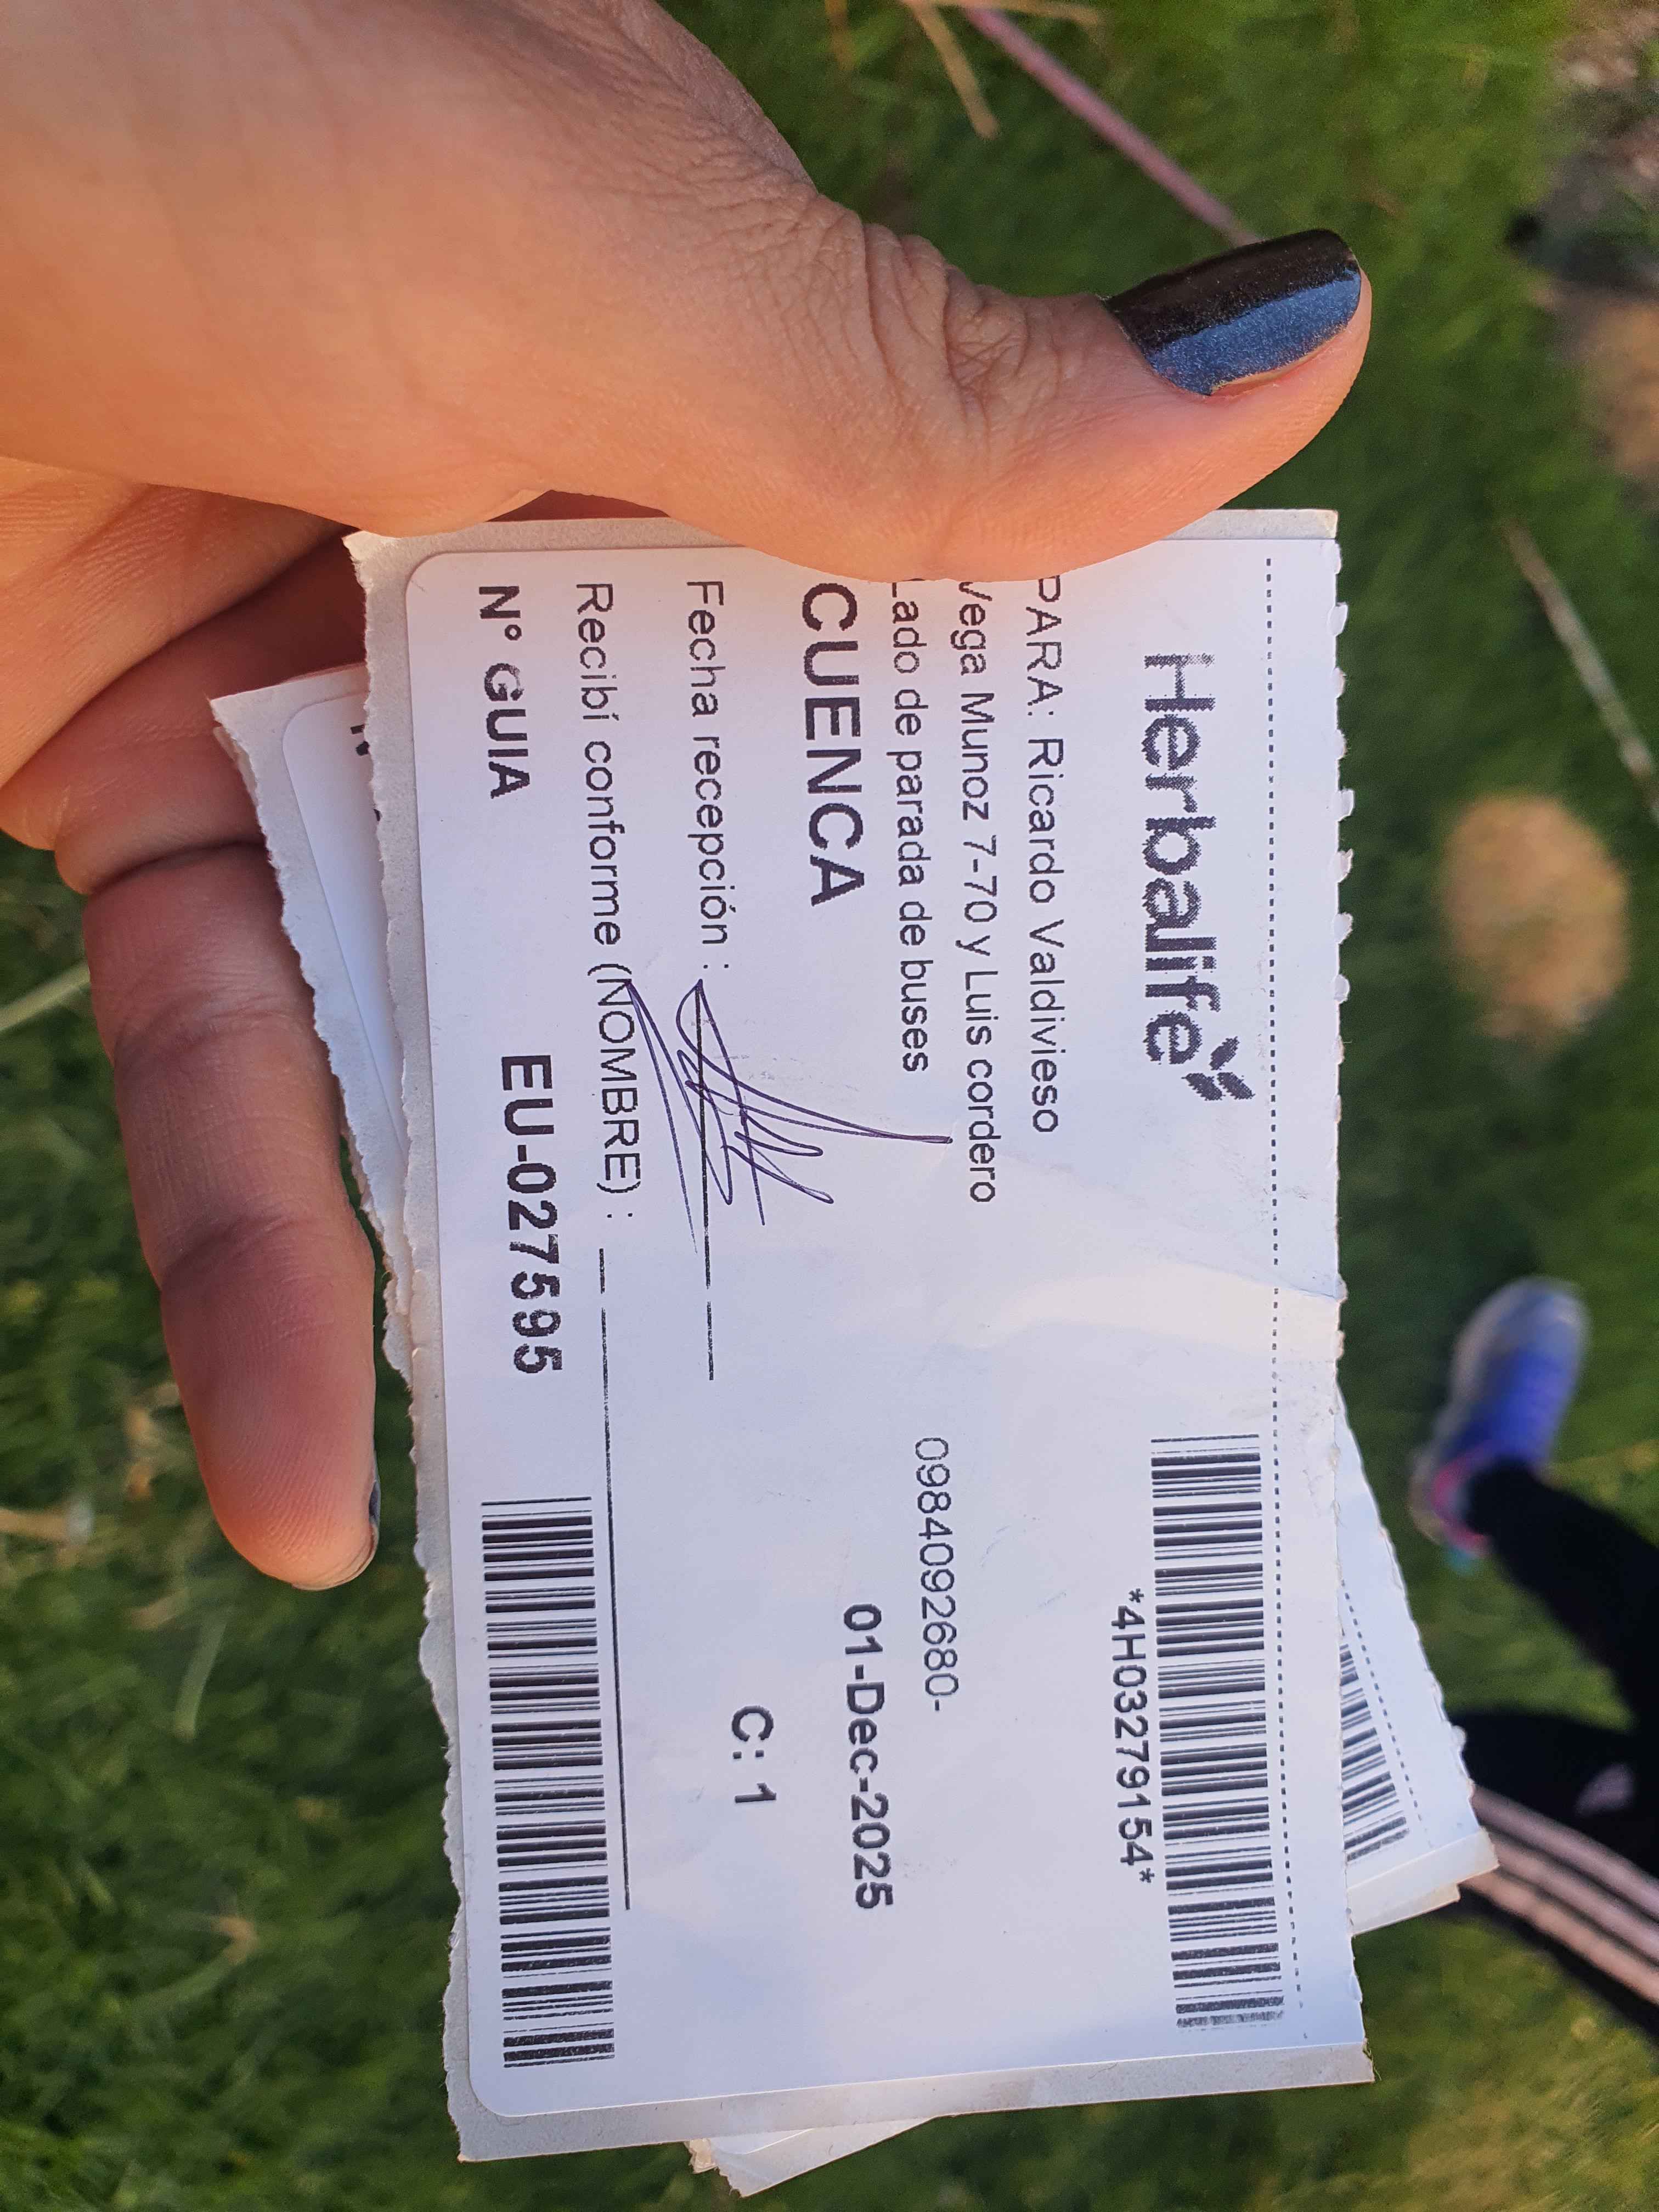 Herbalife
*4H03279154*
PARA: Ricardo Valdivieso
Vega Munoz 7-70 y Luis cordero
0984092680-
Lado de parada de buses
CUENCA
01-Dec-2025
Fecha recepción :
C: 1
Recibí conforme (NOMBRE) :
N° GUIA
EU-027595